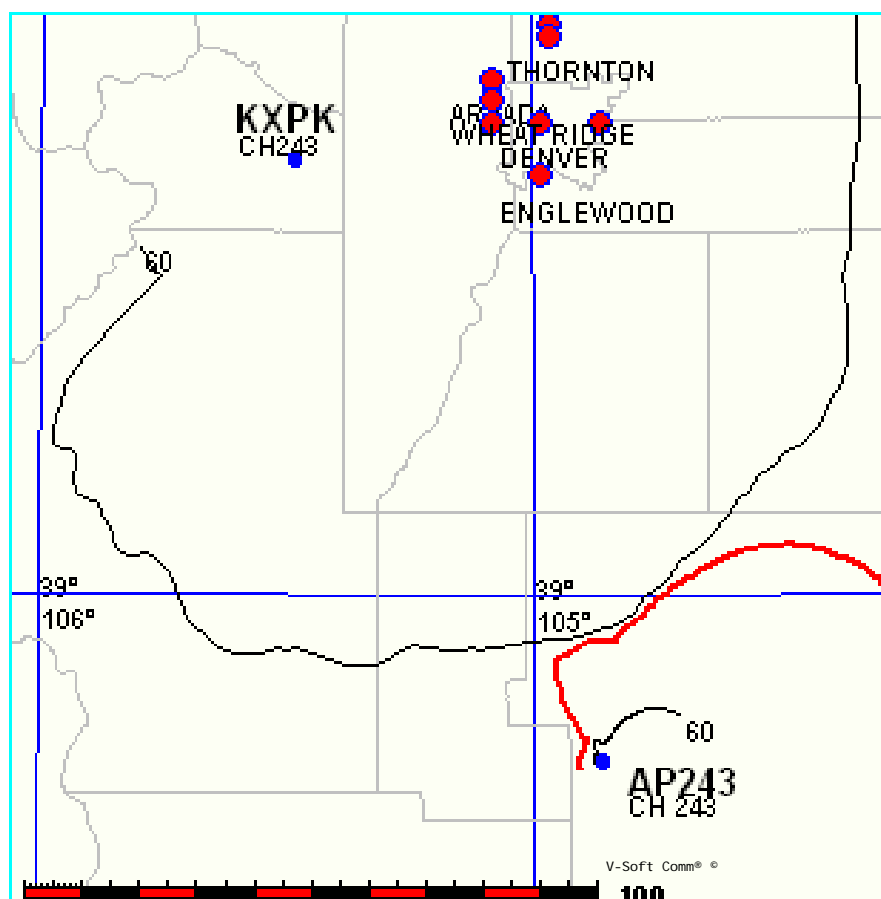 THORNTON
KXPK
ARVADA
CH243
WHEAT RIDGE
DENVER
ENGLEWOOD
60
39°
39°
106°
105°
60
AP243
CH 243
V-Soft Comm® ©
100